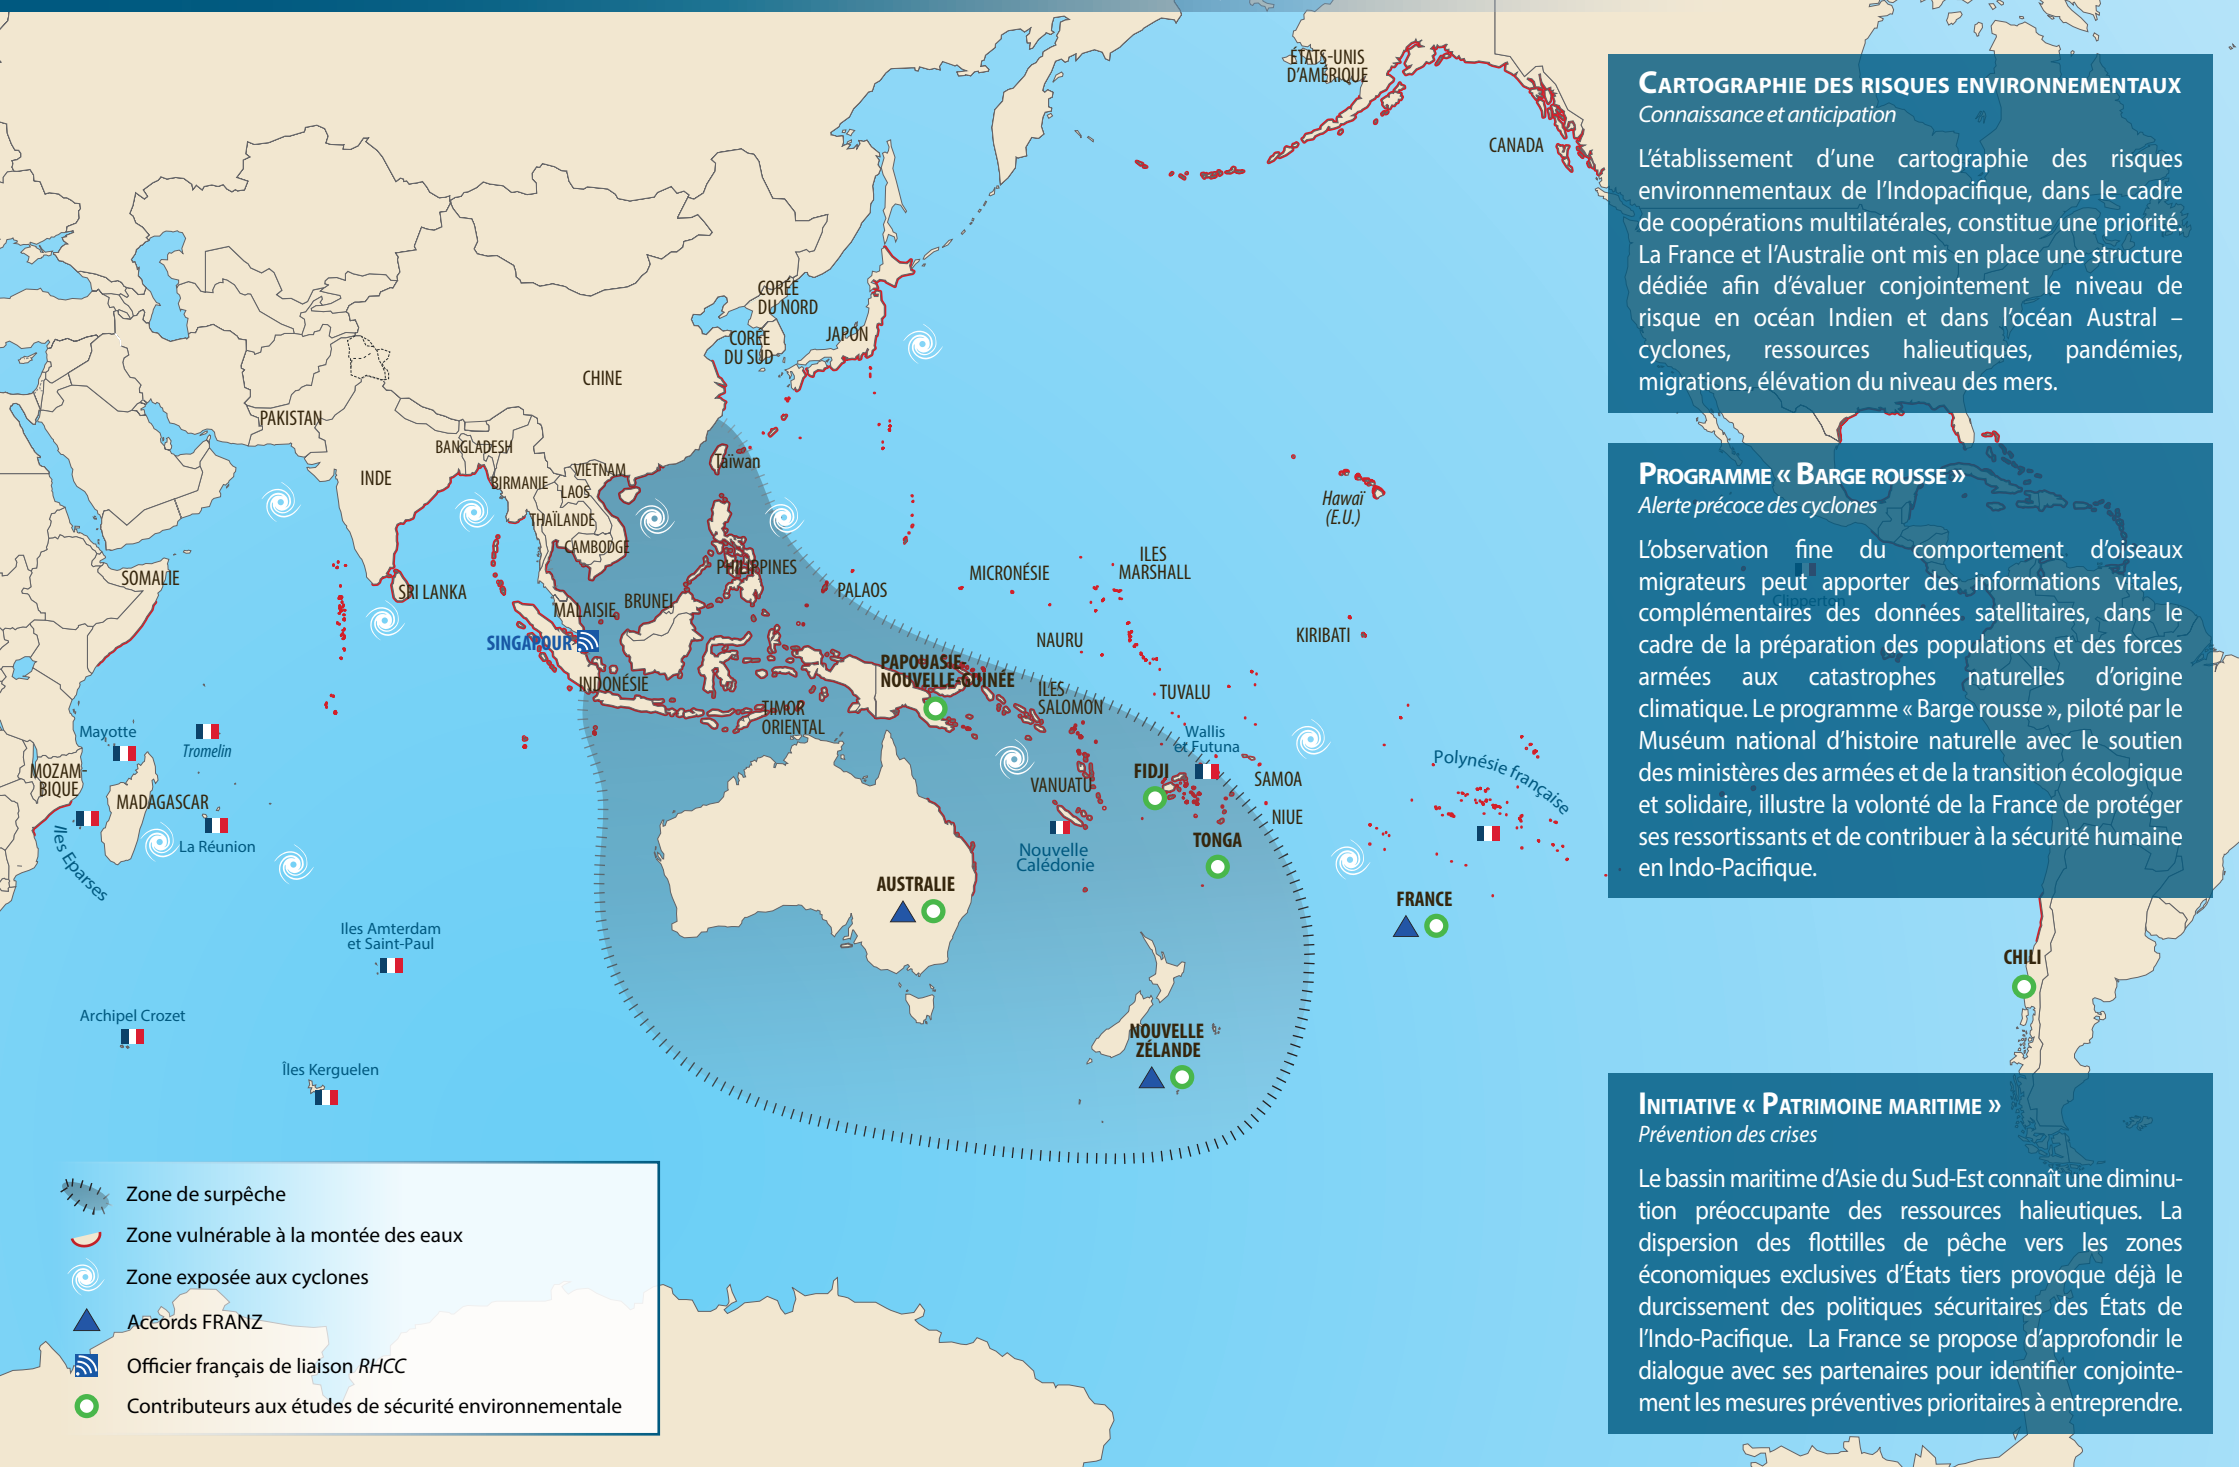 ÉTATS-UNIS
D'AMÉRIQUE
CANADA
CORÉE
DU NORD
CORÉE
DU SUD
JAPON
CHINE
PAKISTAN
BANGLADESH
INDE
BIRMANIE
VIETNAM
LAOS
THAÏLANDE
CAMBODGE
Taïwan
Hawaï
(E.U.)
SOMALIE
SRI LANKA
PHILIPPINES
PALAOS
MICRONÉSIE
ILES
MARSHALL
MALAISIE
BRUNEI
SINGAPOUR
INDONÉSIE
NAURU
KIRIBATI
PAPOUASIE-
NOUVELLE-GUINÉE
ILES
SALOMON
TUVALU
TIMOR
ORIENTAL
Wallis
et Futuna
Mayotte
Tromelin
MOZAM-
BIQUE
MADAGASCAR
La Réunion
Iles Eparses
VANUATU
FIDJI
SAMOA
NIUE
Polynésie française
Nouvelle
Calédonie
TONGA
AUSTRALIE
FRANCE
Iles Amterdam
et Saint-Paul
CHILI
Archipel Crozet
Îles Kerguelen
NOUVELLE
ZÉLANDE
Clipperton
CARTOGRAPHIE DES RISQUES ENVIRONNEMENTAUX
Connaissance et anticipation
L'établissement d'une cartographie des risques
environnementaux de l'Indopacifique, dans le cadre
de coopérations multilatérales, constitue une priorité.
La France et l'Australie ont mis en place une structure
dédiée afin d'évaluer conjointement le niveau de
risque en océan Indien et dans l'océan Austral –
cyclones, ressources halieutiques, pandémies,
migrations, élévation du niveau des mers.
PROGRAMME « BARGE ROUSSE »
Alerte précoce des cyclones
L'observation fine du comportement d'oiseaux
migrateurs peut apporter des informations vitales,
complémentaires des données satellitaires, dans le
cadre de la préparation des populations et des forces
armées aux catastrophes naturelles d'origine
climatique. Le programme « Barge rousse », piloté par le
Muséum national d'histoire naturelle avec le soutien
des ministères des armées et de la transition écologique
et solidaire, illustre la volonté de la France de protéger
ses ressortissants et de contribuer à la sécurité humaine
en Indo-Pacifique.
INITIATIVE « PATRIMOINE MARITIME »
Prévention des crises
Le bassin maritime d'Asie du Sud-Est connaît une diminu-
tion préoccupante des ressources halieutiques. La
dispersion des flottilles de pêche vers les zones
économiques exclusives d'États tiers provoque déjà le
durcissement des politiques sécuritaires des États de
l'Indo-Pacifique. La France se propose d'approfondir le
dialogue avec ses partenaires pour identifier conjointe-
ment les mesures préventives prioritaires à entreprendre.
Zone de surpêche
Zone vulnérable à la montée des eaux
Zone exposée aux cyclones
Accords FRANZ
Officier français de liaison RHCC
Contributeurs aux études de sécurité environnementale